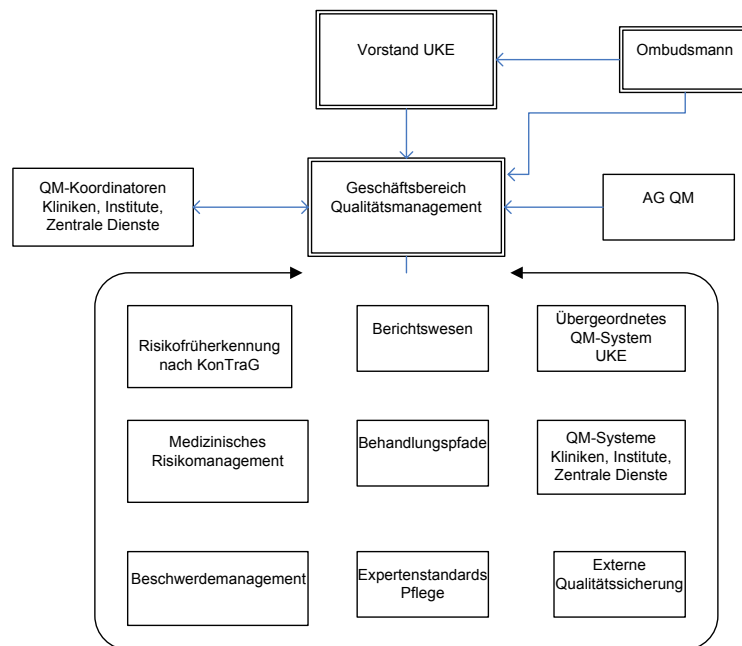 Vorstand UKE
Ombudsmann
QM-Koordinatoren
Kliniken, Institute,
Zentrale Dienste
Geschäftsbereich
Qualitätsmanagement
AG QM
Risikofrüherkennung
nach KonTraG
Berichtswesen
Übergeordnetes
QM-System
UKE
Medizinisches
Risikomanagement
Behandlungspfade
QM-Systeme
Kliniken, Institute,
Zentrale Dienste
Beschwerdemanagement
Expertenstandards
Pflege
Externe
Qualitätssicherung